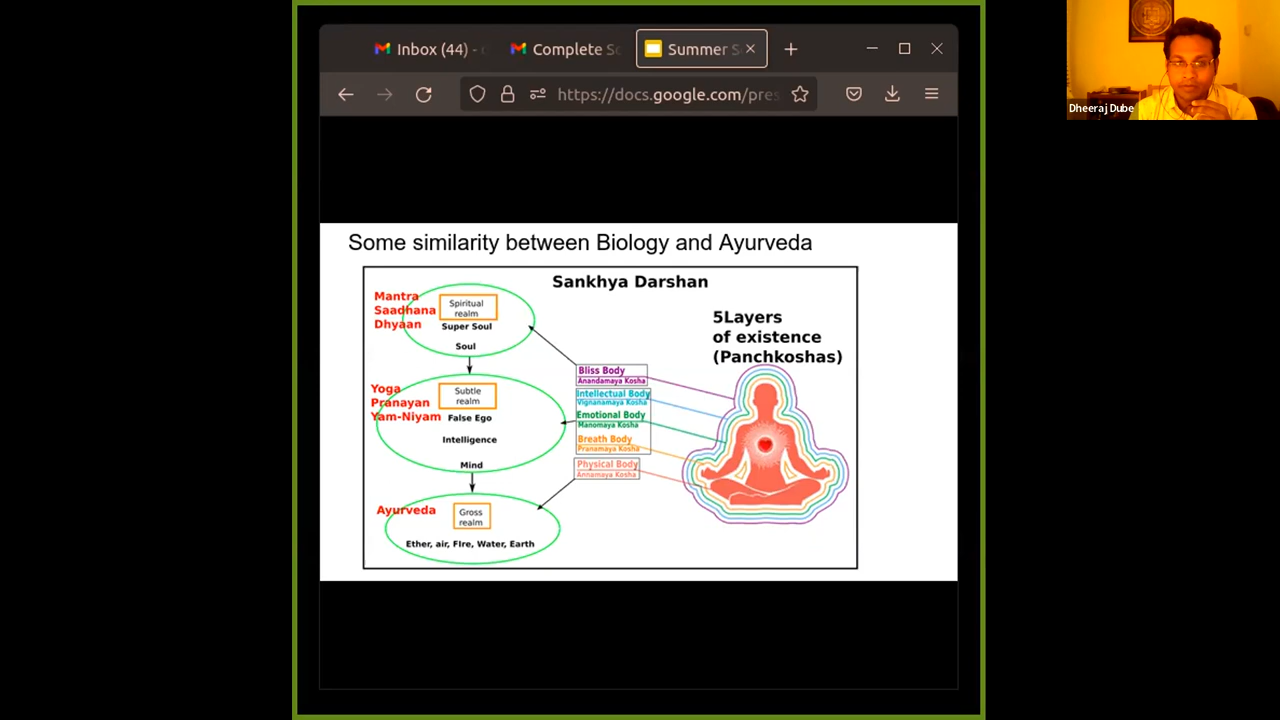 Inbox (44) -
Complete
Summer S
https://docs.google.com/pres
Dheeraj Dube
Some similarity between Biology and Ayurveda
Sankhya Darshan
Mantra
Saadhana
Dhyaan
Spiritual
realm
Super Soul
Soul
5Layers
of existence
(Panchkoshas)
Yoga
Pranayan
Yam-Niyam
Subtle
realm
False Ego
Intelligence
Mind
Bliss Body
Anandamaya Kosha
Intellectual Body
Vignanamaya Kosha
Emotional Body
Manomaya Kosha
Breath Body
Pranamaya Kosha
Physical Body
Annamaya Kosha
Ayurveda
Gross
realm
Ether, air, FIre, Water, Earth